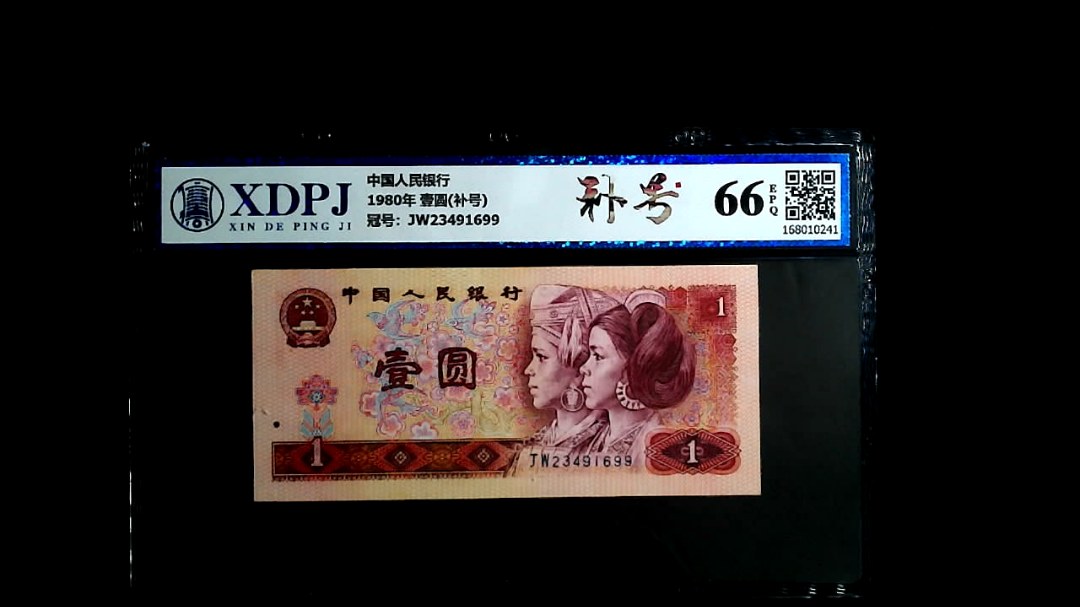 XDPJ
XIN DE PING JI
中国人民银行
1980年 壹圆(补号)
冠号: JW23491699
补号
66
EPQ
168010241
中国人民银行
1
壹圆
JW23491699
1
1